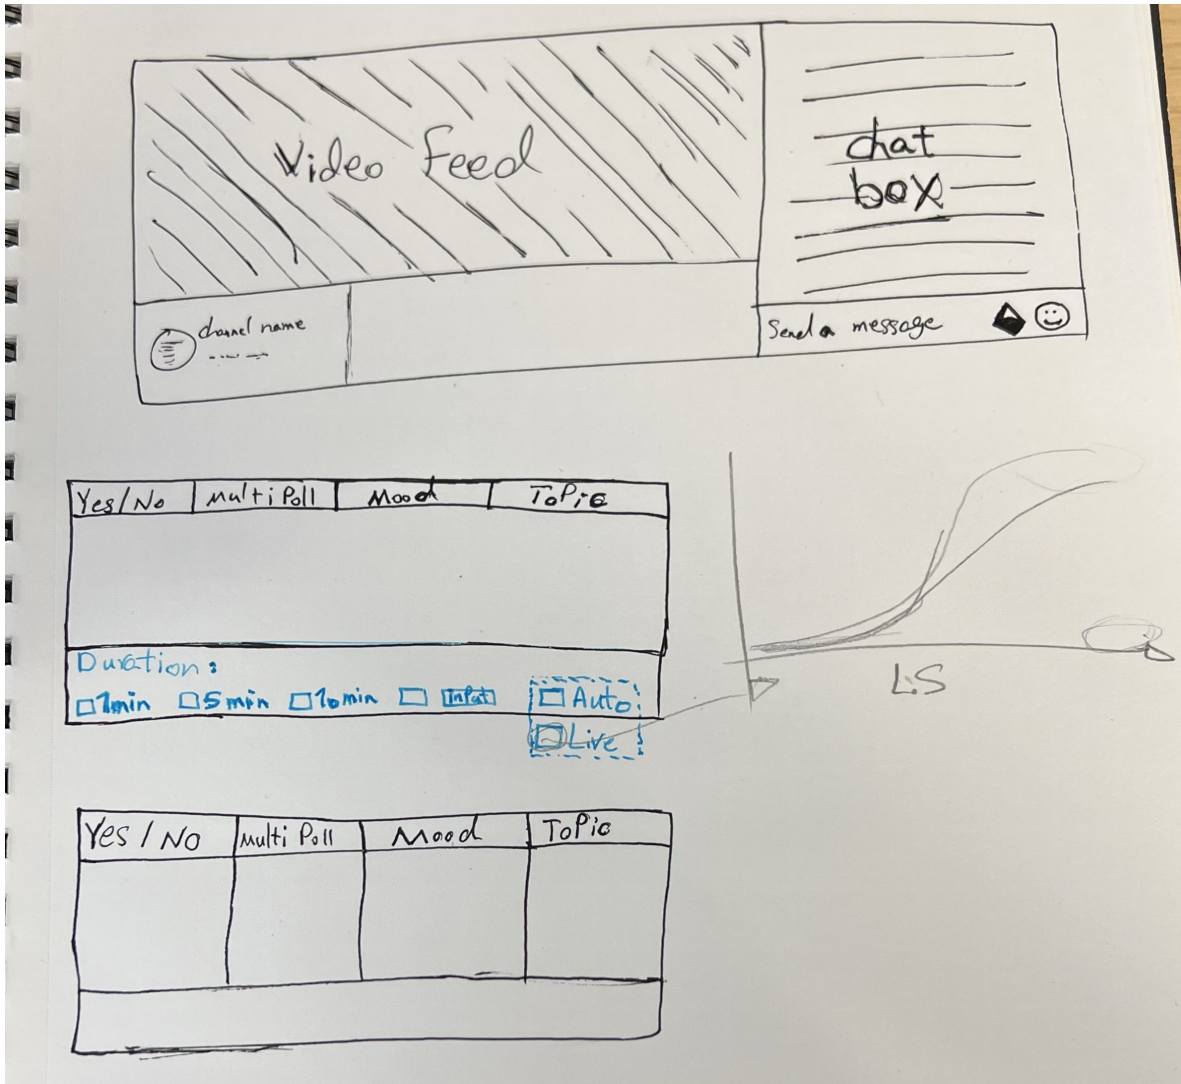 Video feed
chat
box
channel name
Send a message
Yes/No Multi Poll Mood Topic
Duration:
1min 5min 10min Input Auto
Live
LS
Yes/No Multi Poll Mood Topic